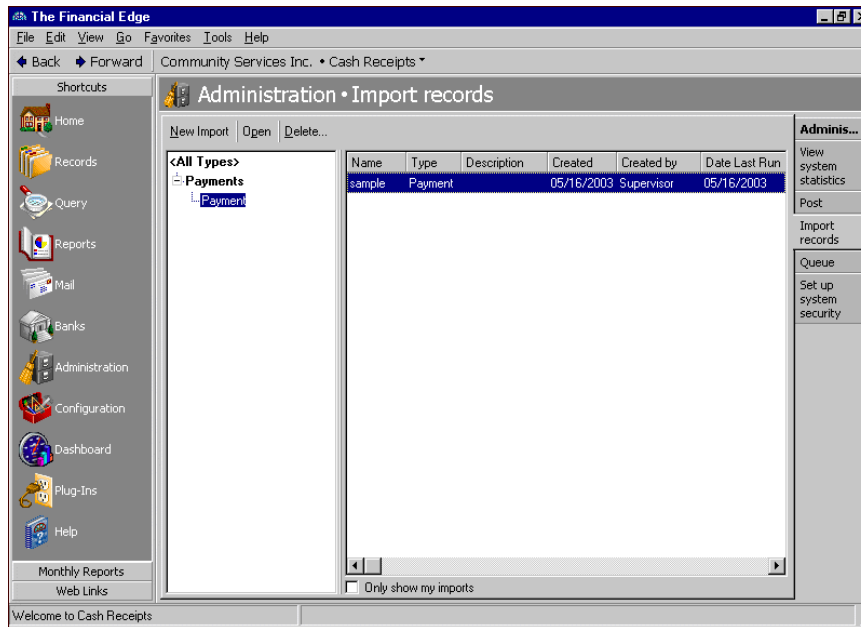 The Financial Edge
File Edit View Go Favorites Tools Help
Back Forward Community Services Inc. • Cash Receipts
Shortcuts
Home
Records
Query
Reports
Mail
Banks
Administration
Configuration
Dashboard
Plug-Ins
Help
Monthly Reports
Web Links
Administration • Import records
New Import Open Delete...
<All Types>
Payments
Payment
Name Type Description Created Created by Date Last Run
sample Payment 05/16/2003 Supervisor 05/16/2003
Only show my imports
Adminis...
View
system
statistics
Post
Import
records
Queue
Set up
system
security
Welcome to Cash Receipts